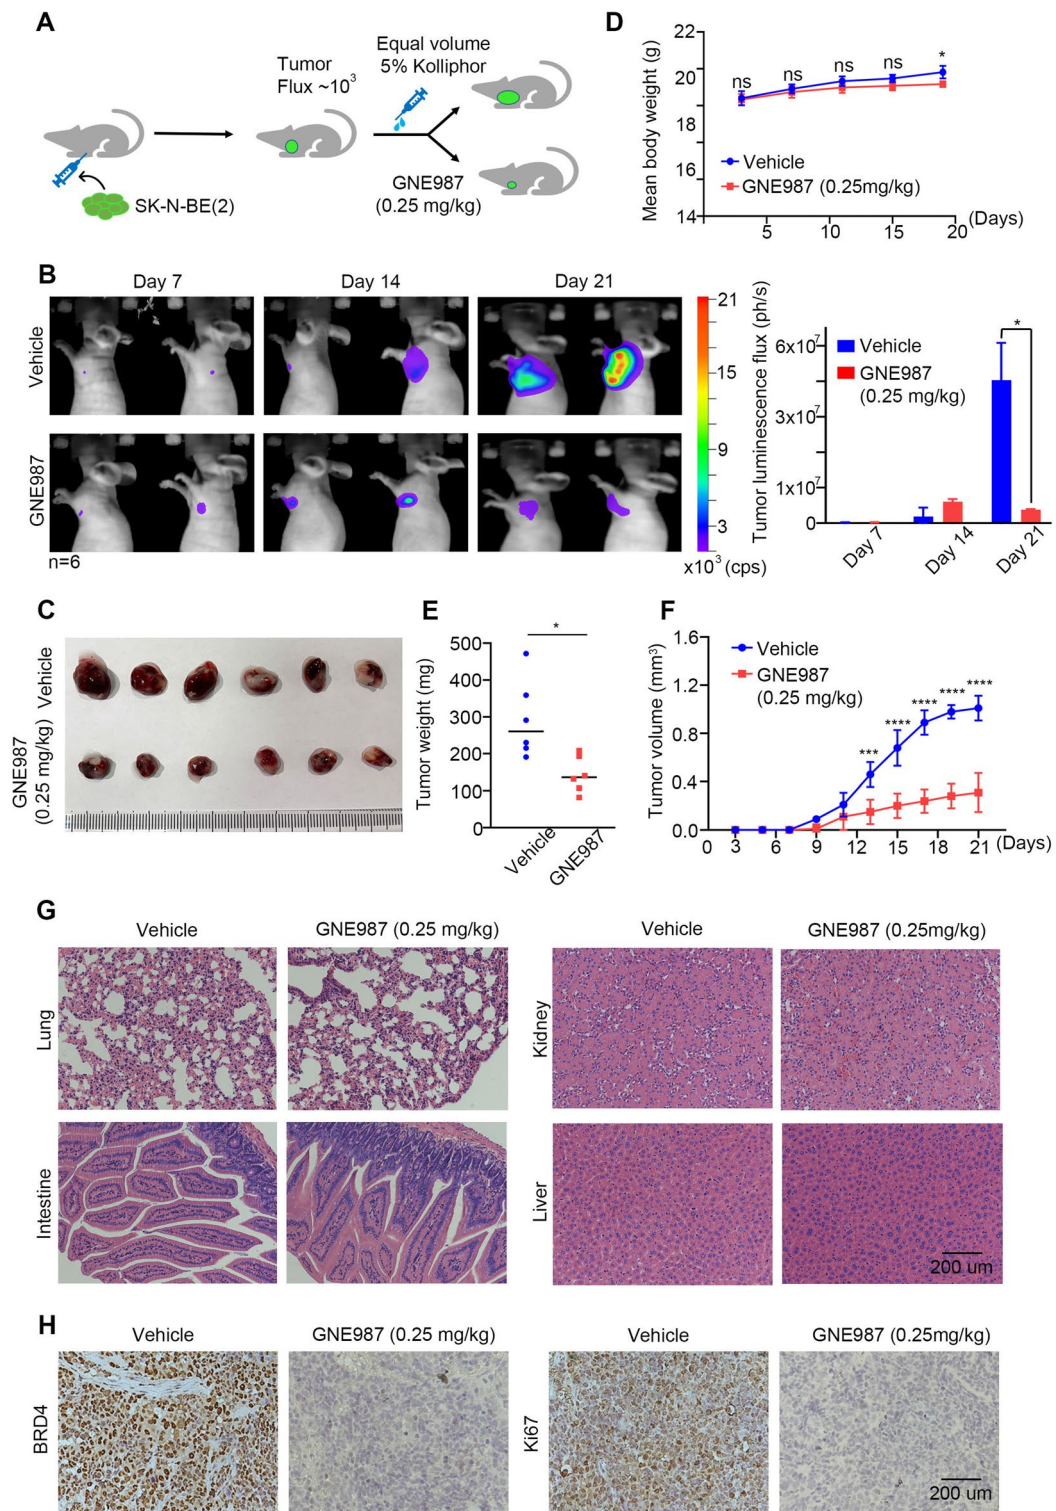 A
Tumor
Flux ~10³
Equal volume
5% Kolliphor
SK-N-BE(2)
GNE987
(0.25 mg/kg)
D
Mean body weight (g)
22
20
18
16
14
ns
ns
ns
ns
*
Vehicle
GNE987 (0.25mg/kg)
5
10
15
20
(Days)
B
Day 7
Day 14
Day 21
Vehicle
GNE987
n=6
21
15
9
3
x10³ (cps)
Tumor luminescence flux (ph/s)
6x10⁷
3x10⁷
1x10⁷
0
Vehicle
GNE987
(0.25 mg/kg)
*
Day 7
Day 14
Day 21
C
Vehicle
GNE987
(0.25 mg/kg)
E
Tumor weight (mg)
500
400
300
200
100
0
*
Vehicle
GNE987
F
Tumor volume (mm³)
1.6
1.2
0.8
0.4
0.0
Vehicle
GNE987
(0.25 mg/kg)
***
****
****
****
****
0
3
6
9
12
15
18
21
(Days)
G
Vehicle
GNE987 (0.25 mg/kg)
Vehicle
GNE987 (0.25mg/kg)
Lung
Kidney
Intestine
Liver
200 um
H
Vehicle
GNE987 (0.25 mg/kg)
Vehicle
GNE987 (0.25mg/kg)
BRD4
Ki67
200 um